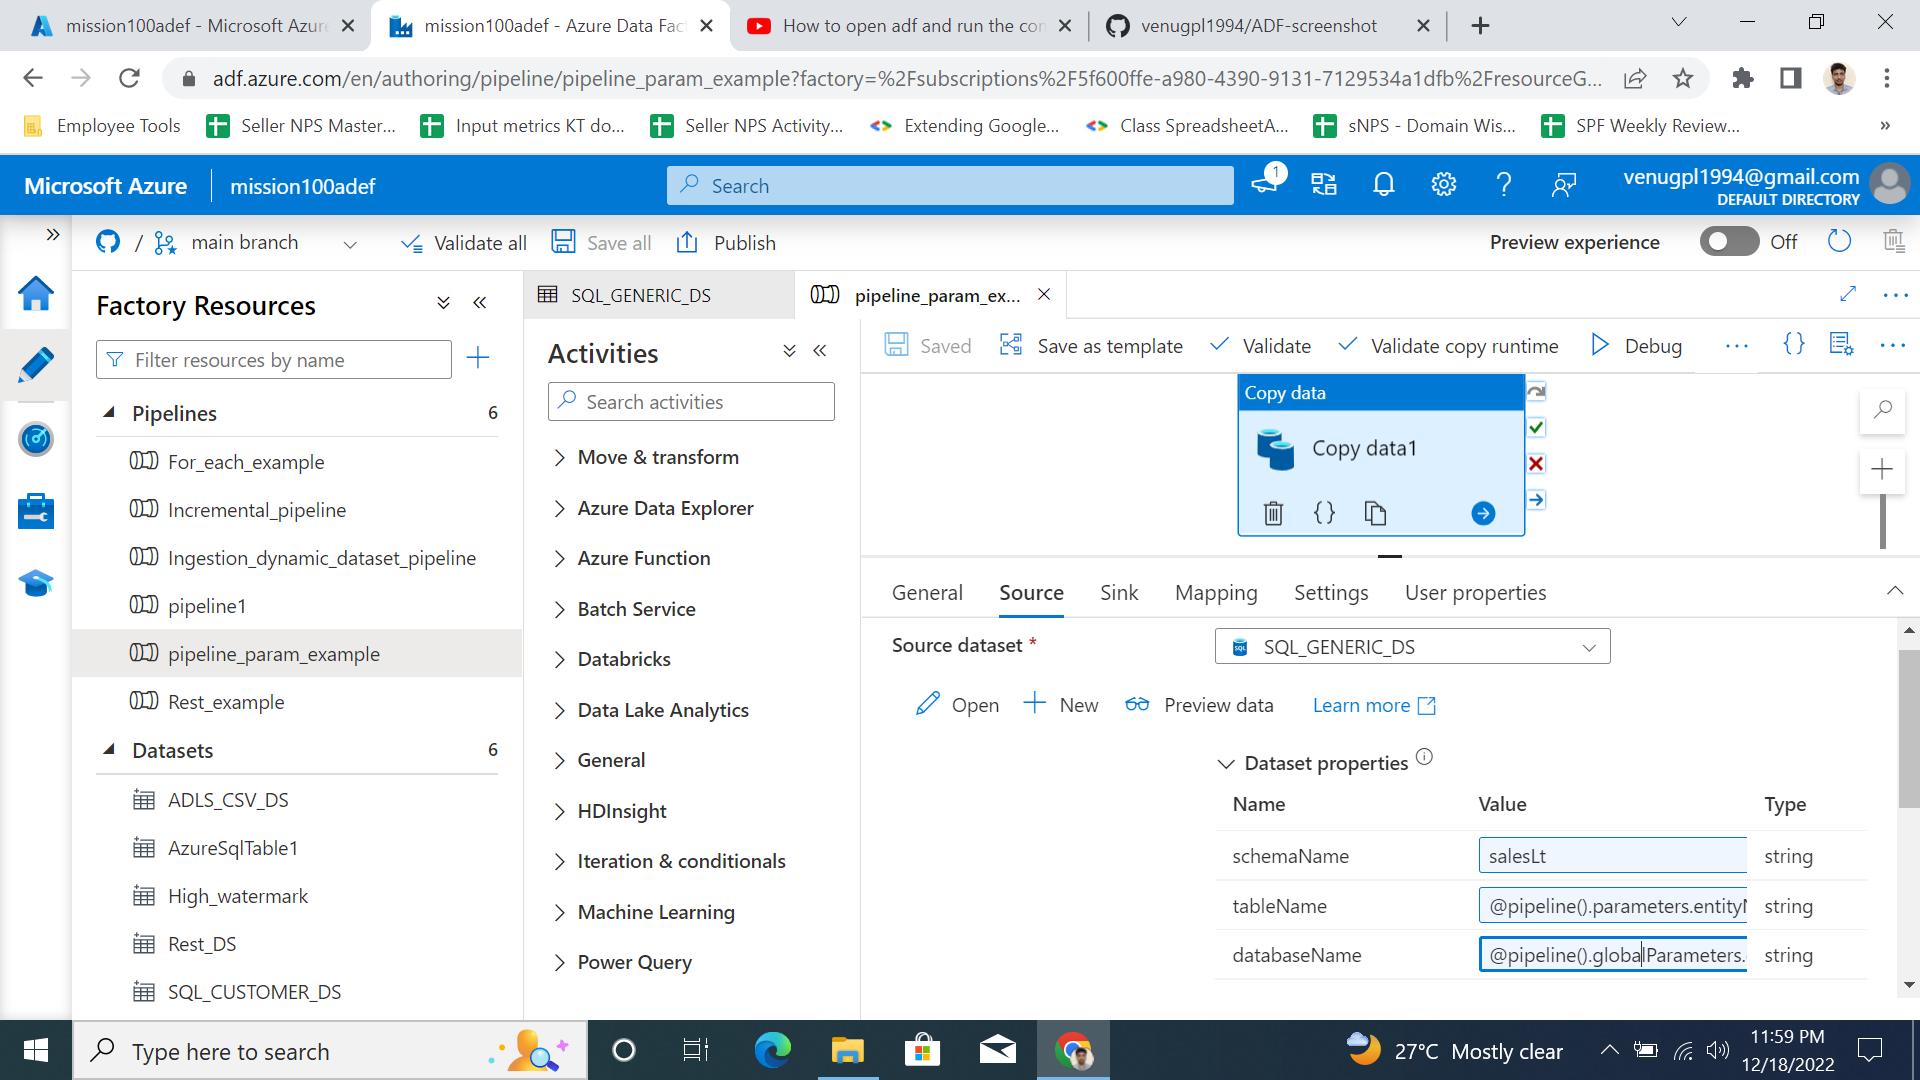 mission100adef - Microsoft Azure
mission100adef - Azure Data Fac
How to open adf and run the con
venugpl1994/ADF-screenshot
adf.azure.com/en/authoring/pipeline/pipeline_param_example?factory=%2Fsubscriptions%2F5f600ffe-a980-4390-9131-7129534a1dfb%2FresourceG...
Employee Tools
Seller NPS Master...
Input metrics KT do...
Seller NPS Activity...
Extending Google...
Class SpreadsheetA...
sNPS - Domain Wis...
SPF Weekly Review...
»
Microsoft Azure
mission100adef
Search
1
venugpl1994@gmail.com
DEFAULT DIRECTORY
/ main branch
Validate all
Save all
Publish
Preview experience
Off
Factory Resources
Filter resources by name
Pipelines 6
For_each_example
Incremental_pipeline
Ingestion_dynamic_dataset_pipeline
pipeline1
pipeline_param_example
Rest_example
Datasets 6
ADLS_CSV_DS
AzureSqlTable1
High_watermark
Rest_DS
SQL_CUSTOMER_DS
SQL_GENERIC_DS
pipeline_param_ex...
Activities
Search activities
Move & transform
Azure Data Explorer
Azure Function
Batch Service
Databricks
Data Lake Analytics
General
HDInsight
Iteration & conditionals
Machine Learning
Power Query
Saved
Save as template
Validate
Validate copy runtime
Debug
Copy data
Copy data1
General
Source
Sink
Mapping
Settings
User properties
Source dataset *
SQL
SQL_GENERIC_DS
Open
New
Preview data
Learn more
Dataset properties
Name Value Type
schemaName salesLt string
tableName @pipeline().parameters.entityN string
databaseName @pipeline().globalParameters. string
Type here to search
27°C Mostly clear
11:59 PM
12/18/2022